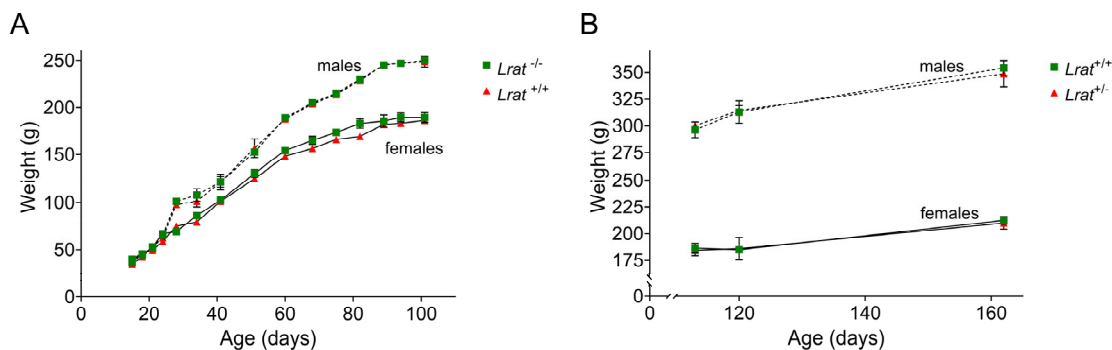 A
Weight (g)
250
200
150
100
50
0
0
20
40
60
80
100
Age (days)
males
females
Lrat -/-
Lrat +/+
B
Weight (g)
350
325
300
275
250
225
200
175
0
0
120
140
160
Age (days)
males
females
Lrat+/+
Lrat+/-